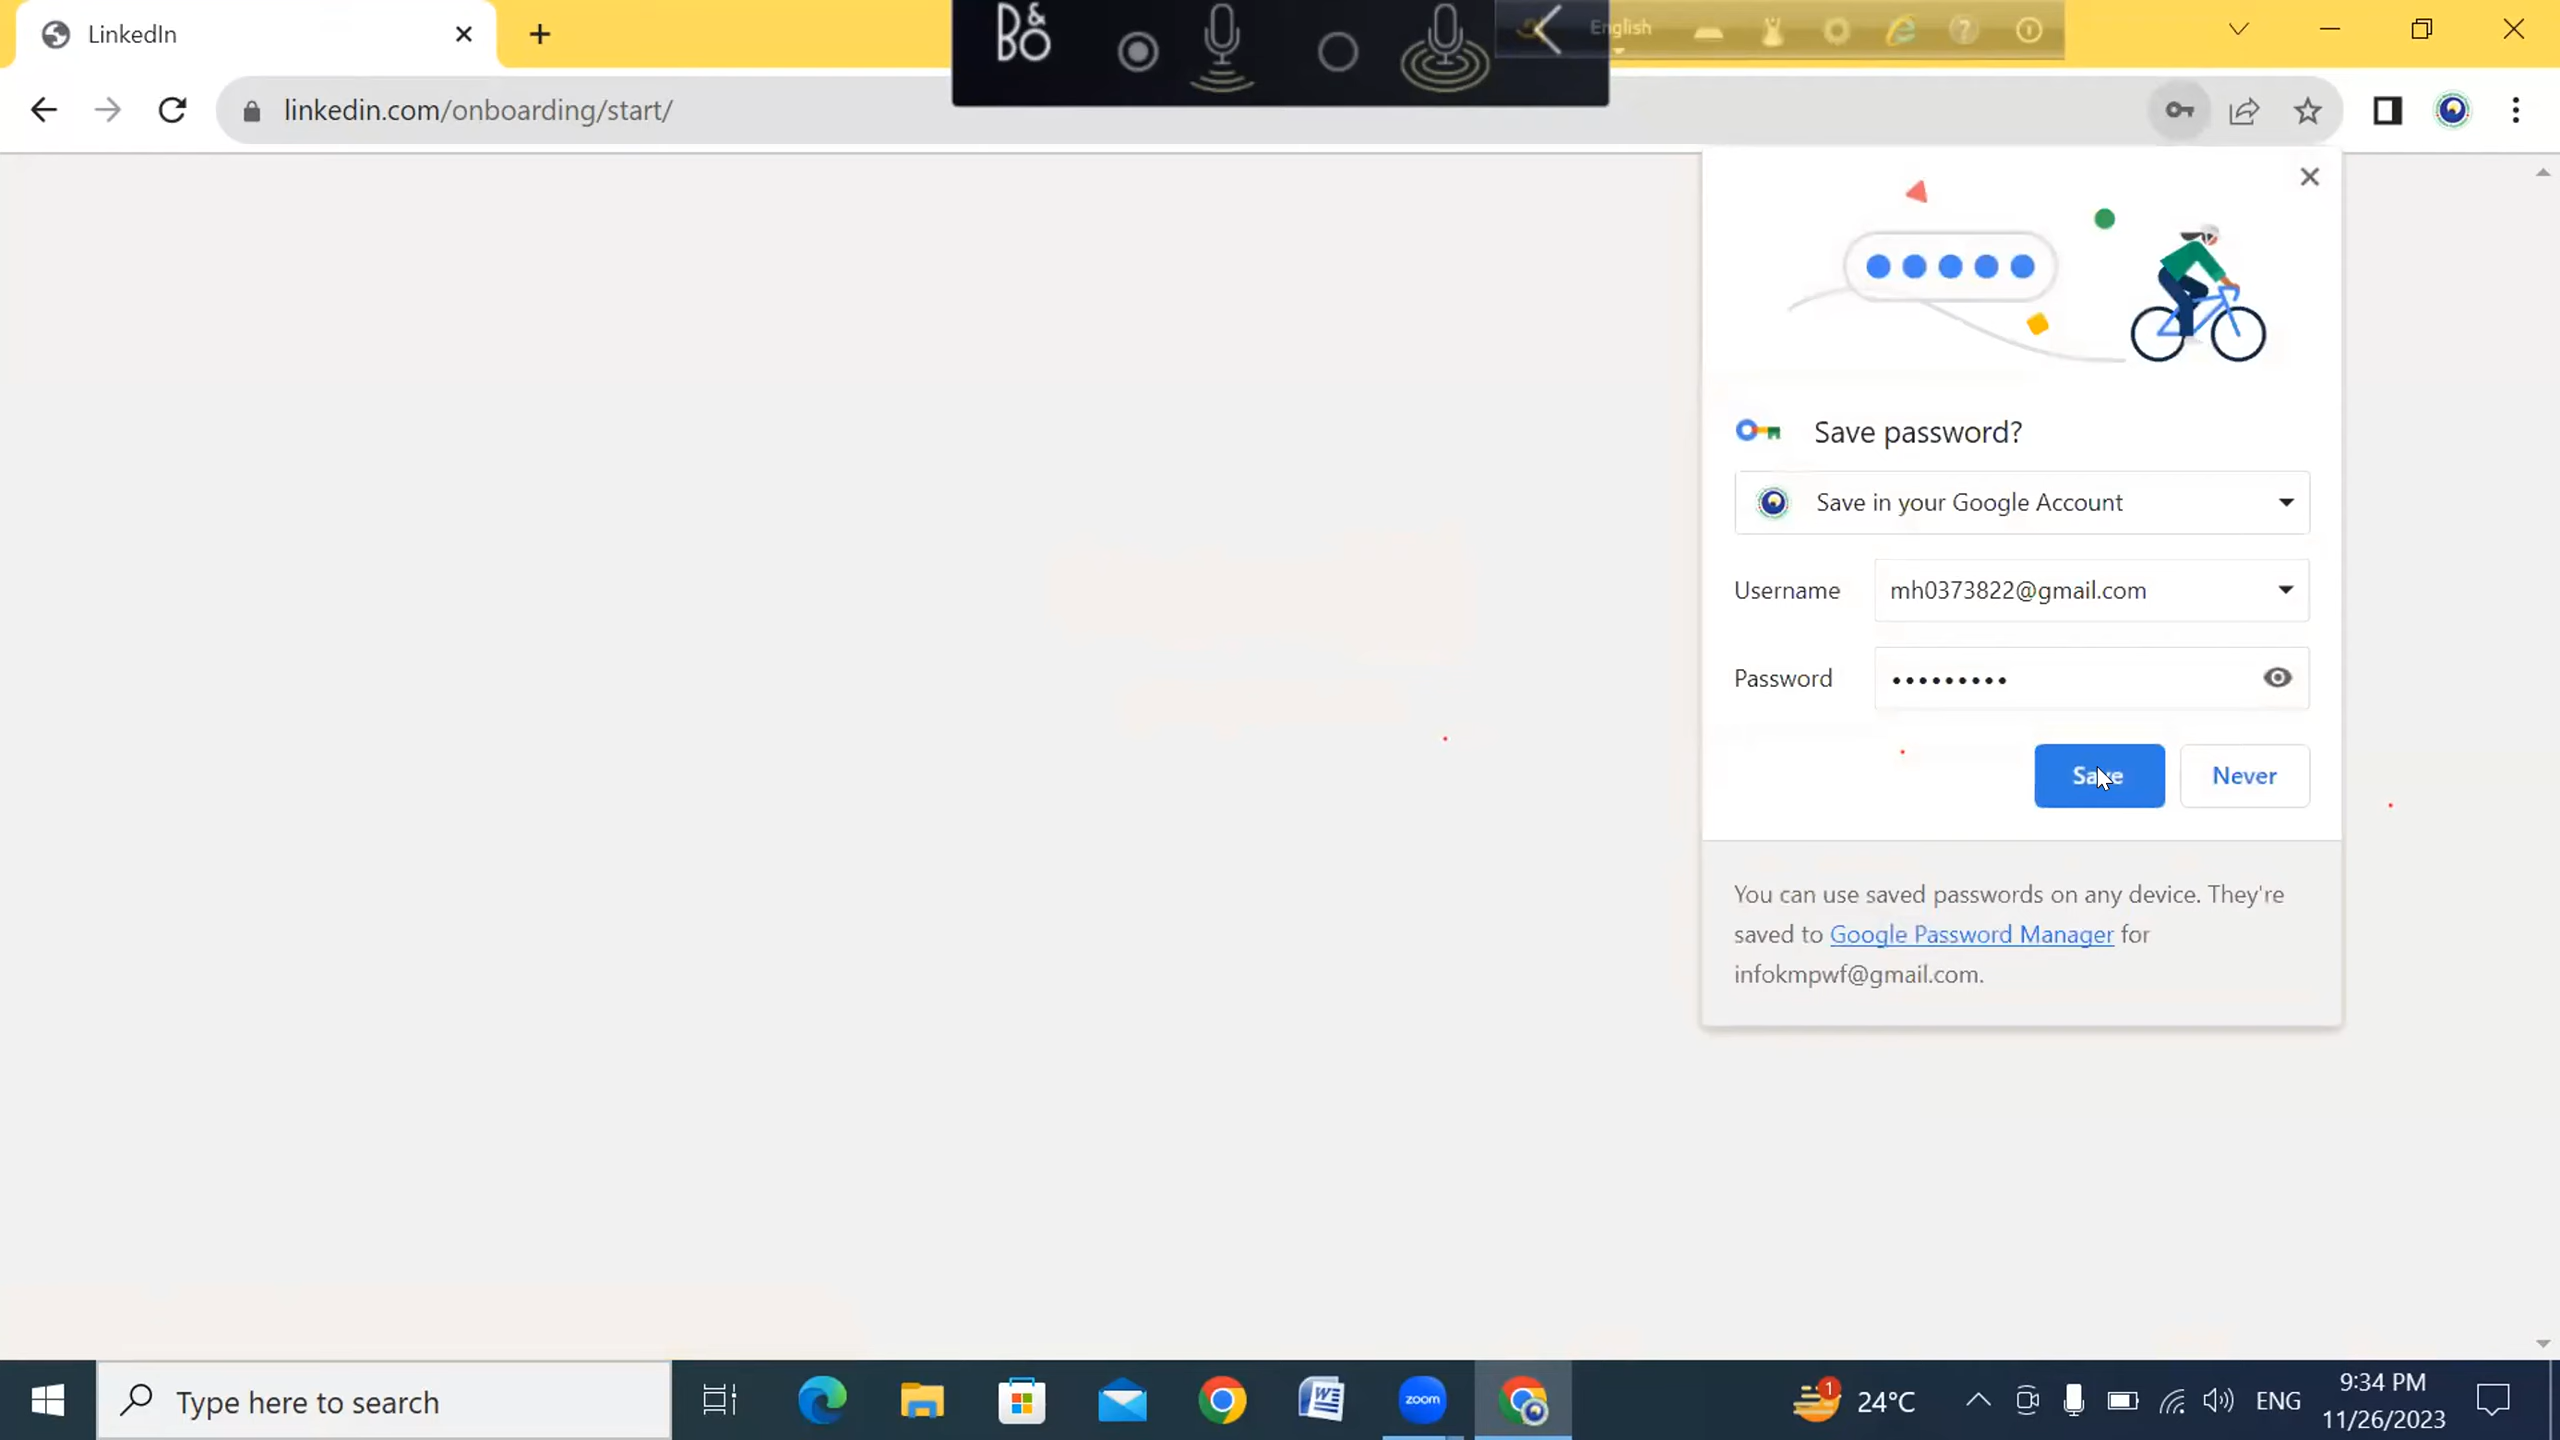 LinkedIn
B&O
English
linkedin.com/onboarding/start/
Save password?
Save in your Google Account
Username mh0373822@gmail.com
Password •••••••••
Save Never
You can use saved passwords on any device. They're
saved to Google Password Manager for
infokmpwf@gmail.com.
Type here to search
zoom
1
24°C
ENG
9:34 PM
11/26/2023